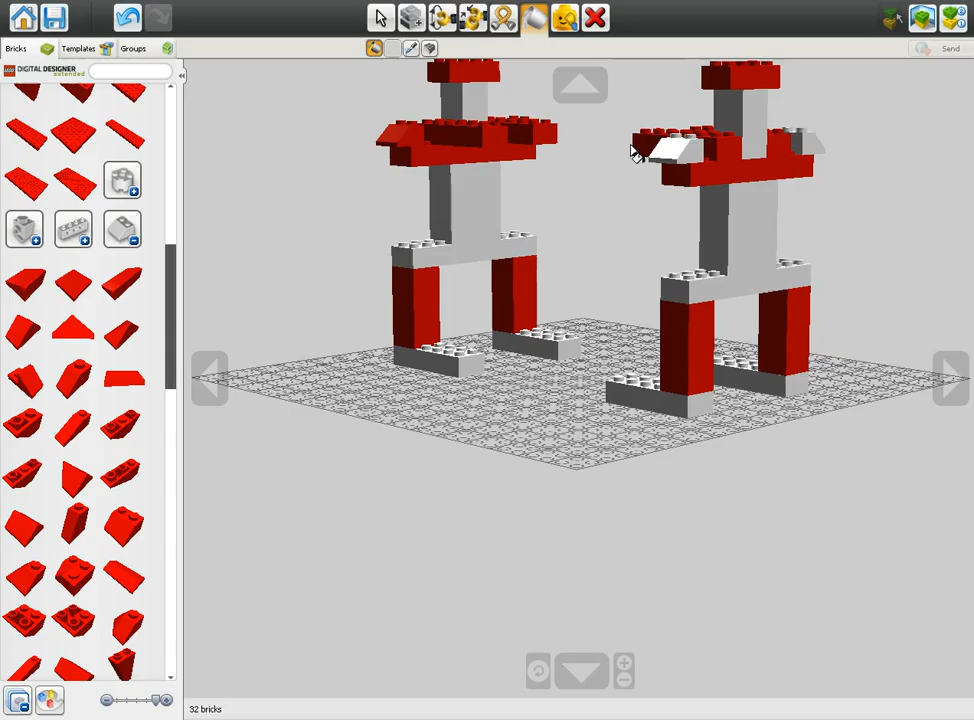 Bricks
Templates
Groups
Send
LEGO DIGITAL DESIGNER
extended
32 bricks